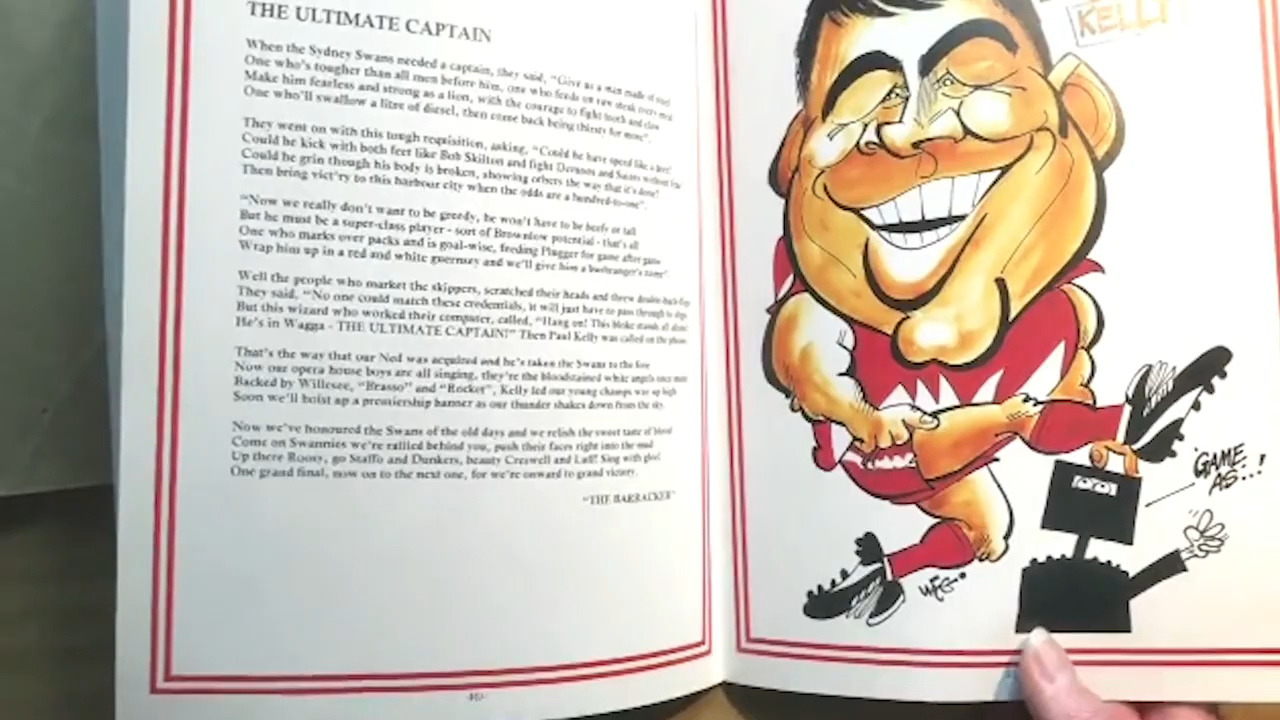 THE ULTIMATE CAPTAIN
When the Sydney Swans needed a captain, they said, "Give us a man made of steel
One who's tougher than all men before him, one who feeds on raw steak every meal
Make him fearless and strong as a lion, with the courage to fight tooth and claw
One who'll swallow a litre of diesel, then come back being thirsty for more".
They went on with this tough requisition, asking, "Could he have speed like a
Could he kick with both feet like Bob Skilton and fight Demons and Saints without fear
Could he grin though his body is broken, showing others the way that it's done?
Then bring vict'ry to this harbour city when the odds are a hundred-to-one".
"Now we really don't want to be greedy, he won't have to be beefy or tall
But he must be a super-class player - sort of Brownlow potential - that's all
One who marks over packs and is goal-wise, feeding Plugger for game after game
Wrap him up in a red and white guernsey and we'll give him a bushranger's name"
Well the people who market the skippers, scratched their heads and threw double-back-flips
They said, "No one could match these credentials, it will just have to pass through to
But this wizard who worked their computer, called, "Hang on! This bloke stands all alone!
He's in Wagga - THE ULTIMATE CAPTAIN!" Then Paul Kelly was called on the phone
That's the way that our Ned was acquired and he's taken the Swans to the fore
Now our opera house boys are all singing, they're the bloodstained white angels once more
Backed by Willesee, "Brasso" and "Rocket", Kelly led our young champs way up high
Soon we'll hoist up a premiership banner as our thunder shakes down from the sky
Now we've honoured the Swans of the old days and we relish the sweet taste of blood
Come on Swannies we're rallied behind you, push their faces right into the mud
Up there Roosy, go Staffo and Dunkers, beauty Creswell and Luff! Sing with glee!
One grand final, now on to the next one, for we're onward to grand victory.
"THE BARRACKER"
KELLY
GAME
AS..!
WEG